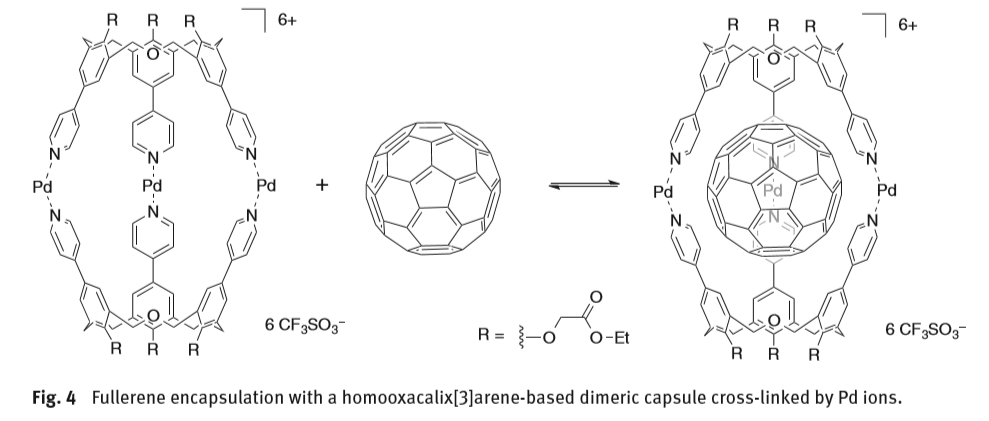 R R R
6+
O
N N N
Pd Pd Pd
N N N
O
R R R
6 CF3SO3−
+
R R R
6+
O
N N N
Pd Pd Pd
N N N
O
R R R
6 CF3SO3−
R = O O O–Et
Fig. 4 Fullerene encapsulation with a homooxacalix[3]arene-based dimeric capsule cross-linked by Pd ions.